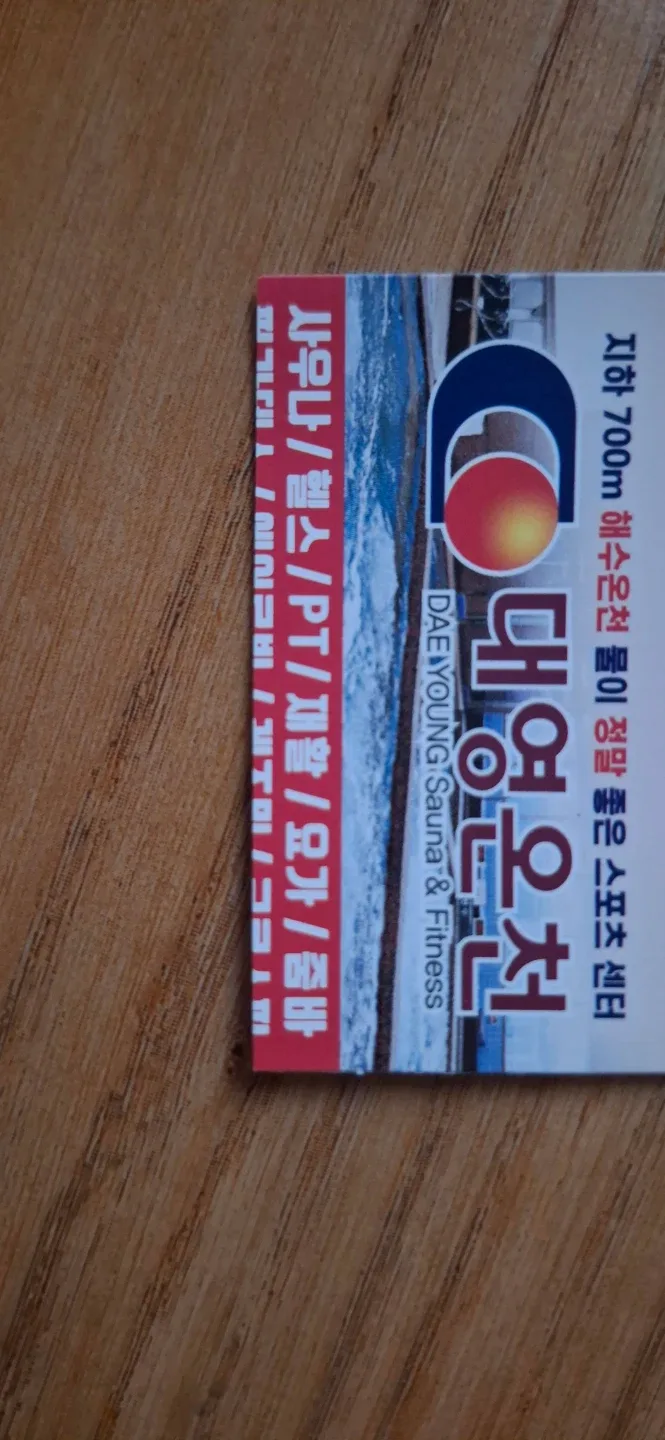 지하 700m 해수온천 물이 정말 좋은 스포츠 센터
대영온천
DAE YOUNG Sauna & Fitness
사우나 / 헬스 / PT / 재활 / 요가 / 줌바